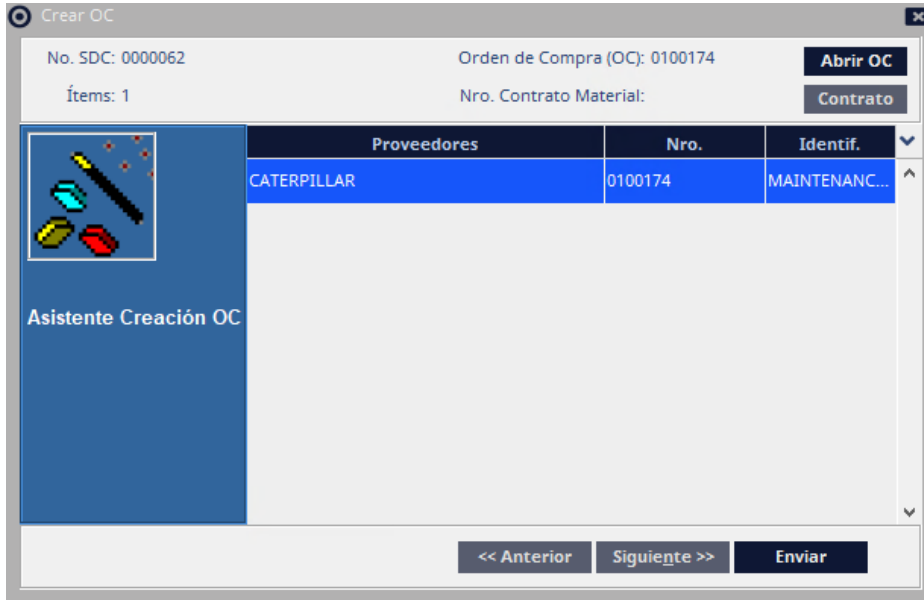 Crear OC
No. SDC: 0000062
Orden de Compra (OC): 0100174
Abrir OC
Ítems: 1
Nro. Contrato Material:
Contrato
Proveedores
Nro.
Identif.
CATERPILLAR
0100174
MAINTENANC...
Asistente Creación OC
<< Anterior
Siguiente >>
Enviar